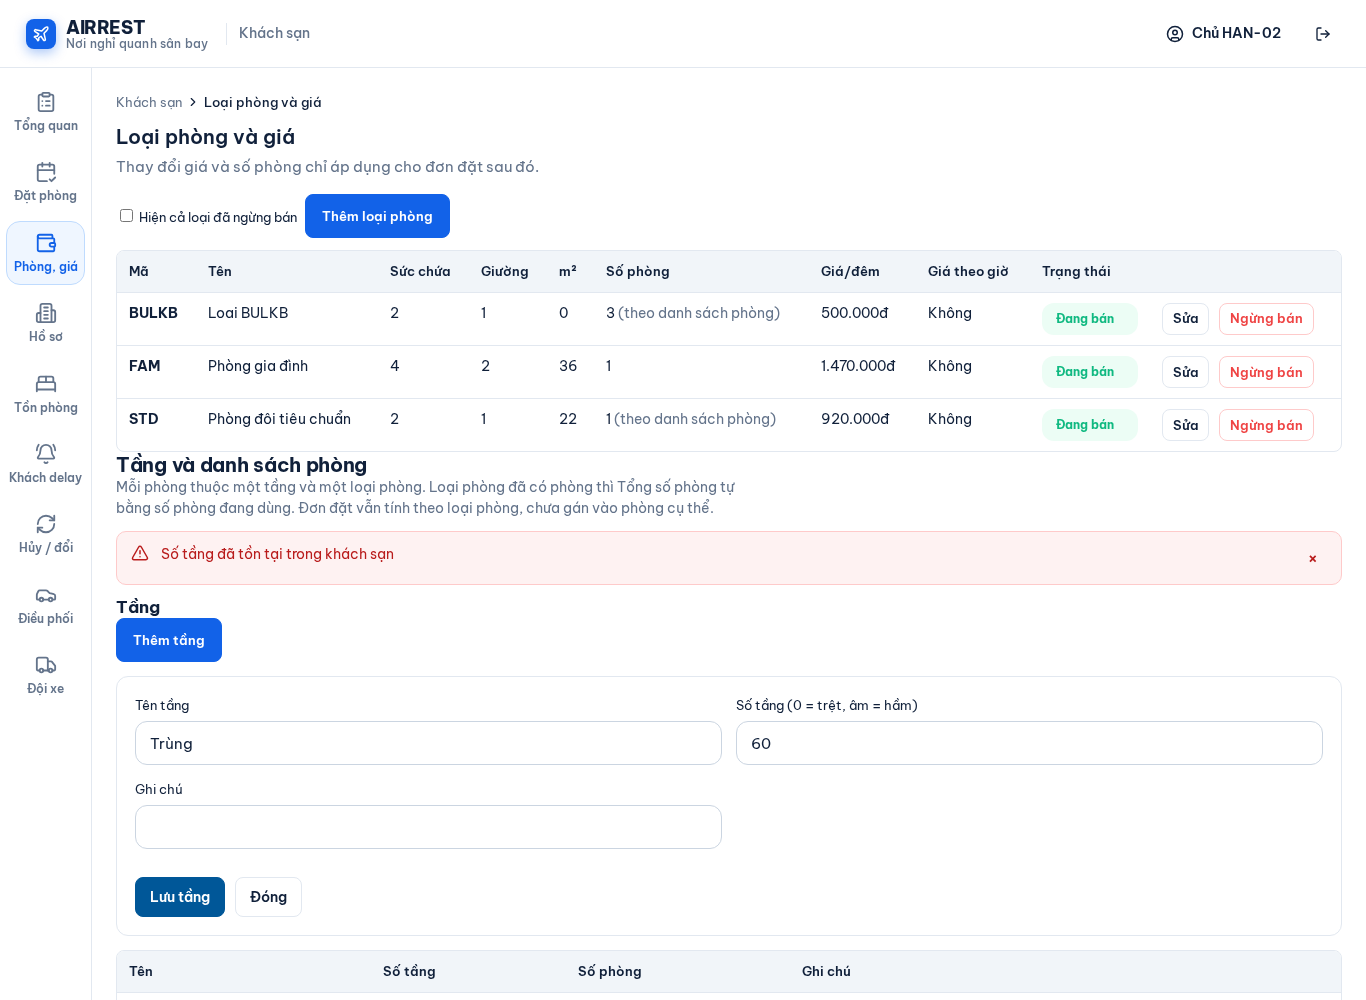 AIRREST
Nơi nghỉ quanh sân bay
Khách sạn
Chủ HAN-02
Tổng quan
Đặt phòng
Phòng, giá
Hồ sơ
Tồn phòng
Khách delay
Hủy / đổi
Điều phối
Đội xe
Khách sạn > Loại phòng và giá
Loại phòng và giá
Thay đổi giá và số phòng chỉ áp dụng cho đơn đặt sau đó.
Hiện cả loại đã ngừng bán
Thêm loại phòng
Mã Tên Sức chứa Giường m² Số phòng Giá/đêm Giá theo giờ Trạng thái
BULKB Loai BULKB 2 1 0 3 (theo danh sách phòng) 500.000đ Không Đang bán Sửa Ngừng bán
FAM Phòng gia đình 4 2 36 1 1.470.000đ Không Đang bán Sửa Ngừng bán
STD Phòng đôi tiêu chuẩn 2 1 22 1 (theo danh sách phòng) 920.000đ Không Đang bán Sửa Ngừng bán
Tầng và danh sách phòng
Mỗi phòng thuộc một tầng và một loại phòng. Loại phòng đã có phòng thì Tổng số phòng tự
bằng số phòng đang dùng. Đơn đặt vẫn tính theo loại phòng, chưa gán vào phòng cụ thể.
Số tầng đã tồn tại trong khách sạn
×
Tầng
Thêm tầng
Tên tầng
Số tầng (0 = trệt, âm = hầm)
Trùng
60
Ghi chú
Lưu tầng
Đóng
Tên Số tầng Số phòng Ghi chú